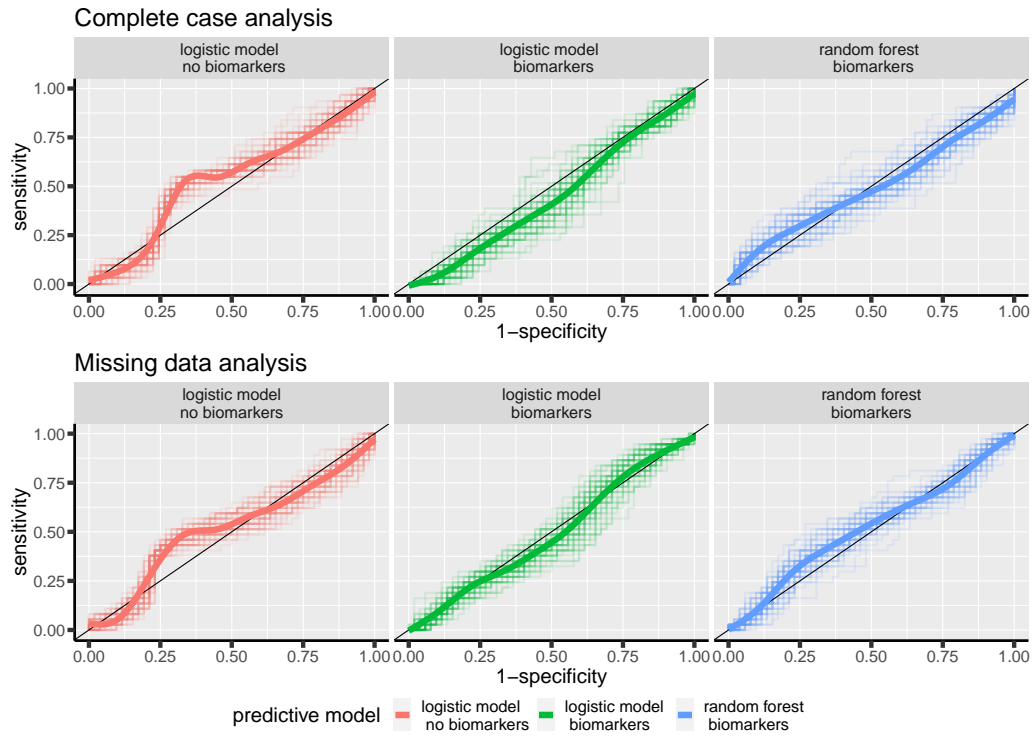 Complete case analysis
logistic model
no biomarkers
logistic model
biomarkers
random forest
biomarkers
sensitivity
1.00
0.75
0.50
0.25
0.00
0.00 0.25 0.50 0.75 1.00
0.00 0.25 0.50 0.75 1.00
0.00 0.25 0.50 0.75 1.00
1−specificity
Missing data analysis
logistic model
no biomarkers
logistic model
biomarkers
random forest
biomarkers
sensitivity
1.00
0.75
0.50
0.25
0.00
0.00 0.25 0.50 0.75 1.00
0.00 0.25 0.50 0.75 1.00
0.00 0.25 0.50 0.75 1.00
1−specificity
predictive model
logistic model
no biomarkers
logistic model
biomarkers
random forest
biomarkers